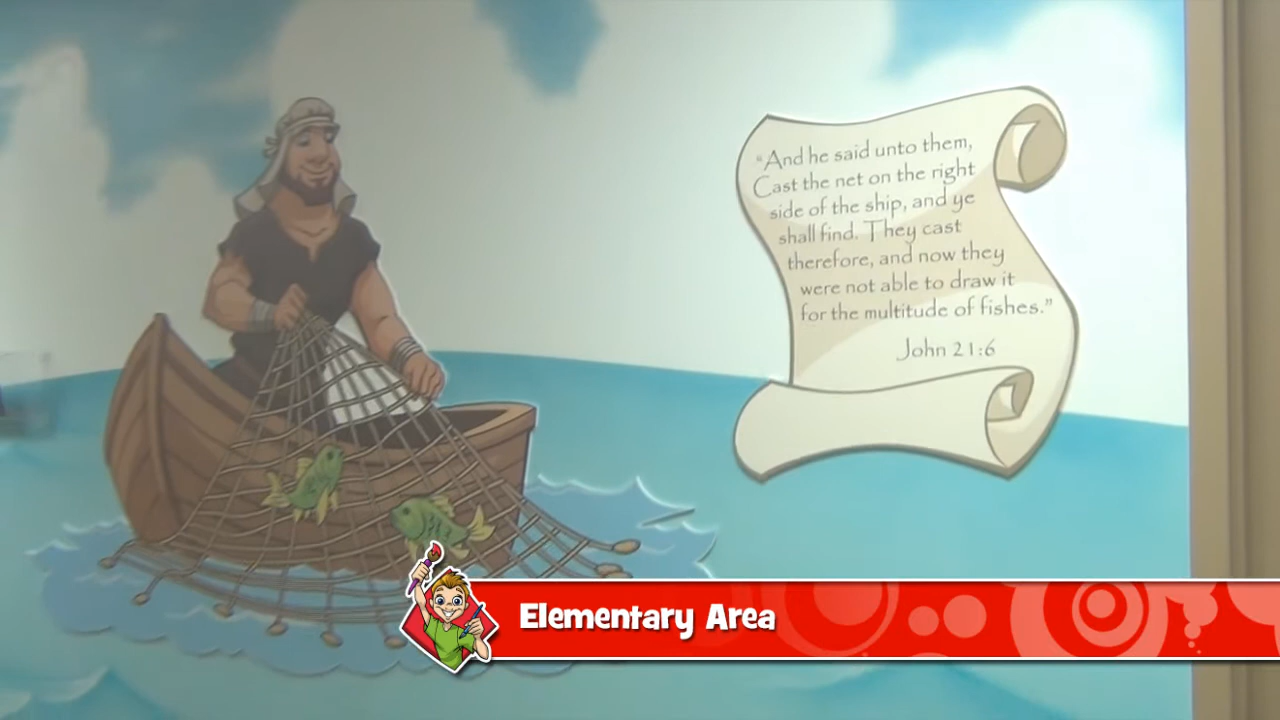 “And he said unto them,
Cast the net on the right
side of the ship, and ye
shall find. They cast
therefore, and now they
were not able to draw it
for the multitude of fishes.”
John 21:6
Elementary Area